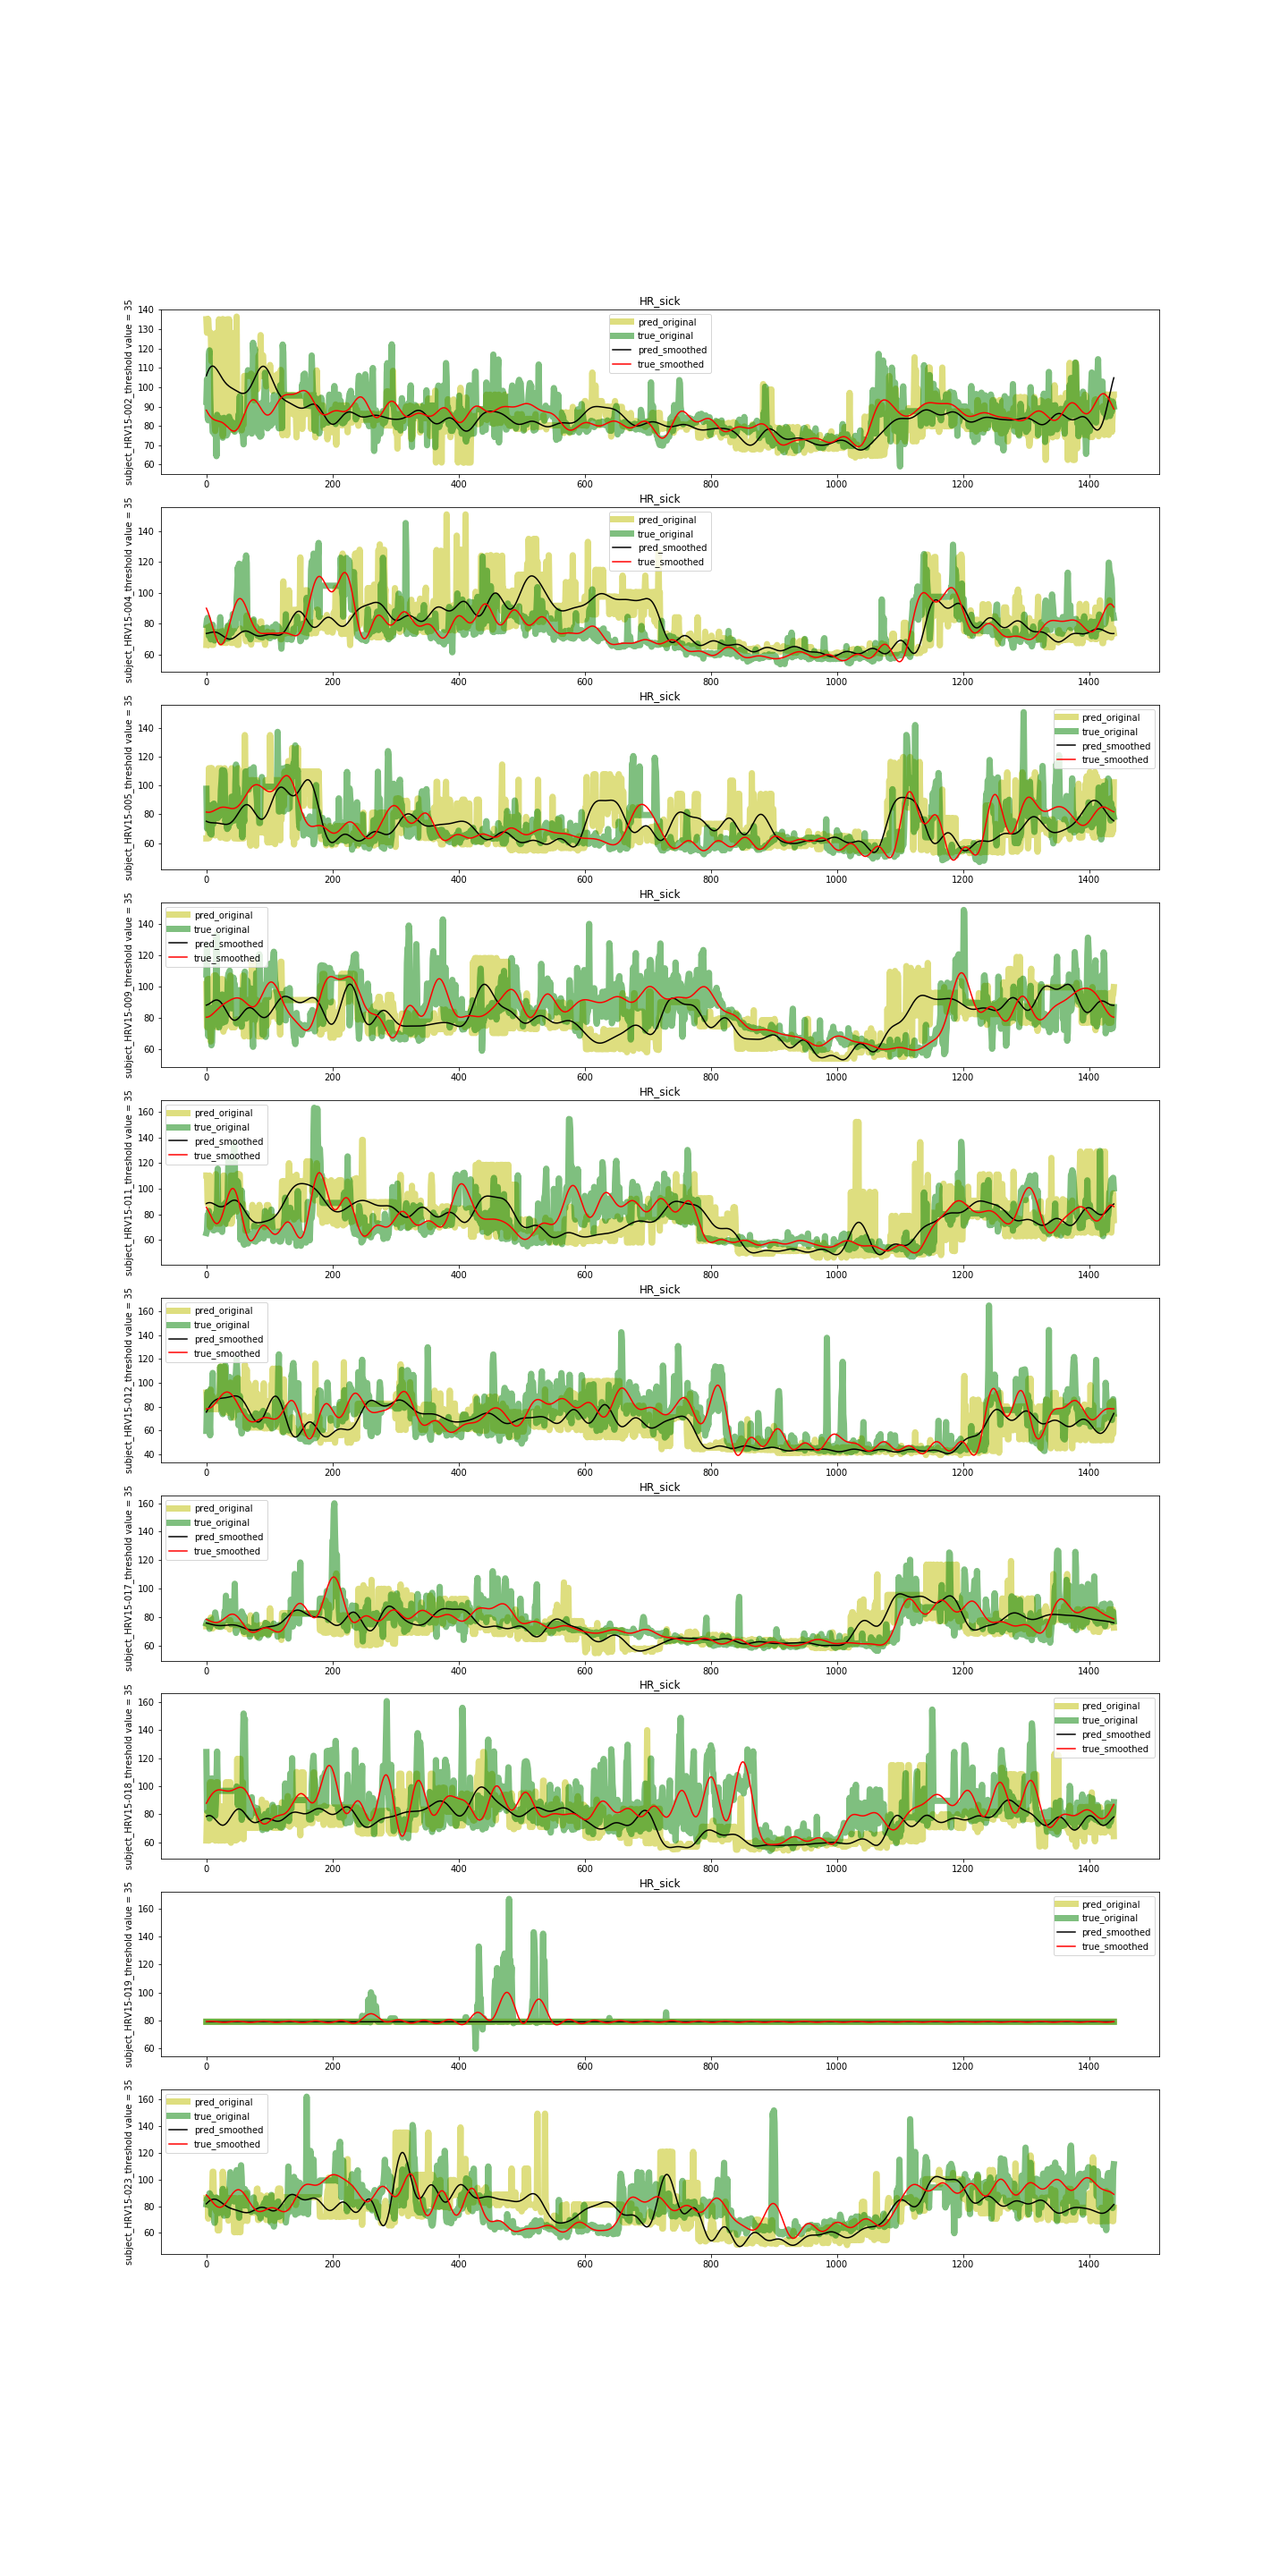 HR_sick
subject_HRV15-002_threshold value = 35
140
130
120
110
100
90
80
70
60
pred_original
true_original
pred_smoothed
true_smoothed
0 200 400 600 800 1000 1200 1400
HR_sick
subject_HRV15-004_threshold value = 35
140
120
100
80
60
pred_original
true_original
pred_smoothed
true_smoothed
0 200 400 600 800 1000 1200 1400
HR_sick
subject_HRV15-005_threshold value = 35
140
120
100
80
60
pred_original
true_original
pred_smoothed
true_smoothed
0 200 400 600 800 1000 1200 1400
HR_sick
subject_HRV15-009_threshold value = 35
140
120
100
80
60
pred_original
true_original
pred_smoothed
true_smoothed
0 200 400 600 800 1000 1200 1400
HR_sick
subject_HRV15-011_threshold value = 35
160
140
120
100
80
60
pred_original
true_original
pred_smoothed
true_smoothed
0 200 400 600 800 1000 1200 1400
HR_sick
subject_HRV15-012_threshold value = 35
160
140
120
100
80
60
40
pred_original
true_original
pred_smoothed
true_smoothed
0 200 400 600 800 1000 1200 1400
HR_sick
subject_HRV15-017_threshold value = 35
160
140
120
100
80
60
pred_original
true_original
pred_smoothed
true_smoothed
0 200 400 600 800 1000 1200 1400
HR_sick
subject_HRV15-018_threshold value = 35
160
140
120
100
80
60
pred_original
true_original
pred_smoothed
true_smoothed
0 200 400 600 800 1000 1200 1400
HR_sick
subject_HRV15-019_threshold value = 35
160
140
120
100
80
60
pred_original
true_original
pred_smoothed
true_smoothed
0 200 400 600 800 1000 1200 1400
subject_HRV15-023_threshold value = 35
160
140
120
100
80
60
pred_original
true_original
pred_smoothed
true_smoothed
0 200 400 600 800 1000 1200 1400